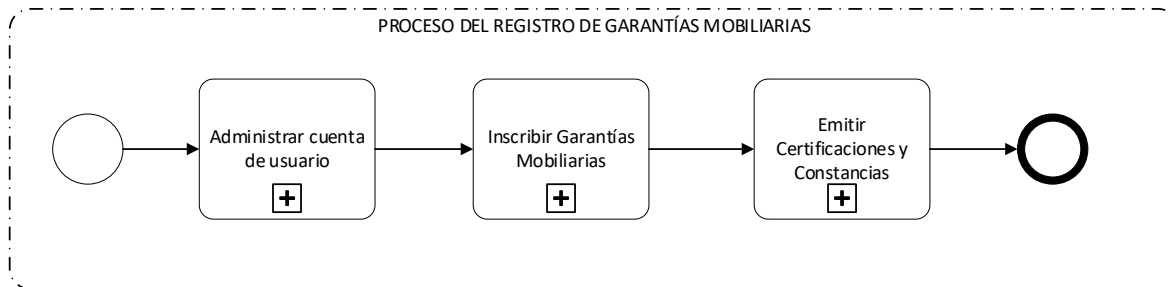 PROCESO DEL REGISTRO DE GARANTÍAS MOBILIARIAS
Administrar cuenta
de usuario
Inscribir Garantías
Mobiliarias
Emitir
Certificaciones y
Constancias